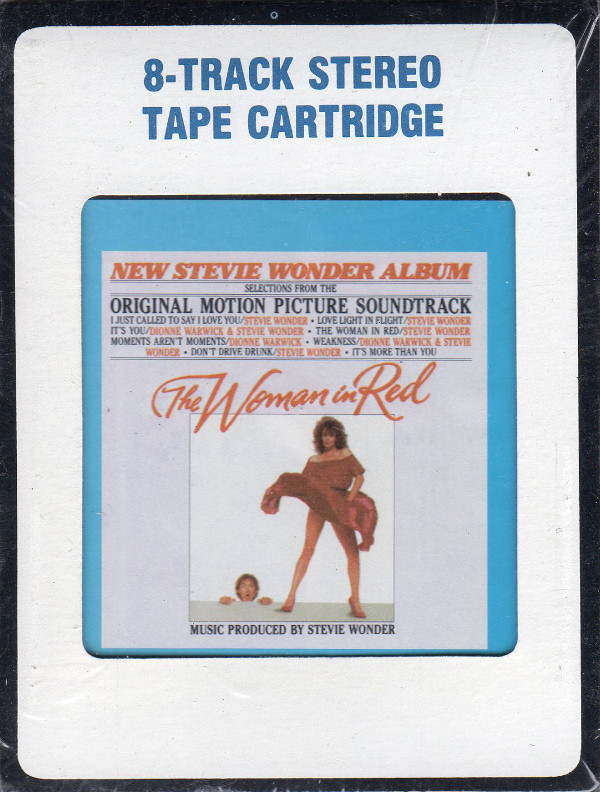 8-TRACK STEREO
TAPE CARTRIDGE
NEW STEVIE WONDER ALBUM
SELECTIONS FROM THE
ORIGINAL MOTION PICTURE SOUNDTRACK
I JUST CALLED TO SAY I LOVE YOU/STEVIE WONDER • LOVE LIGHT IN FLIGHT/STEVIE WONDER
IT'S YOU/DIONNE WARWICK & STEVIE WONDER • THE WOMAN IN RED/STEVIE WONDER
MOMENTS AREN'T MOMENTS/DIONNE WARWICK • WEAKNESS/DIONNE WARWICK & STEVIE
WONDER • DON'T DRIVE DRUNK/STEVIE WONDER • IT'S MORE THAN YOU
The Woman in Red
MUSIC PRODUCED BY STEVIE WONDER